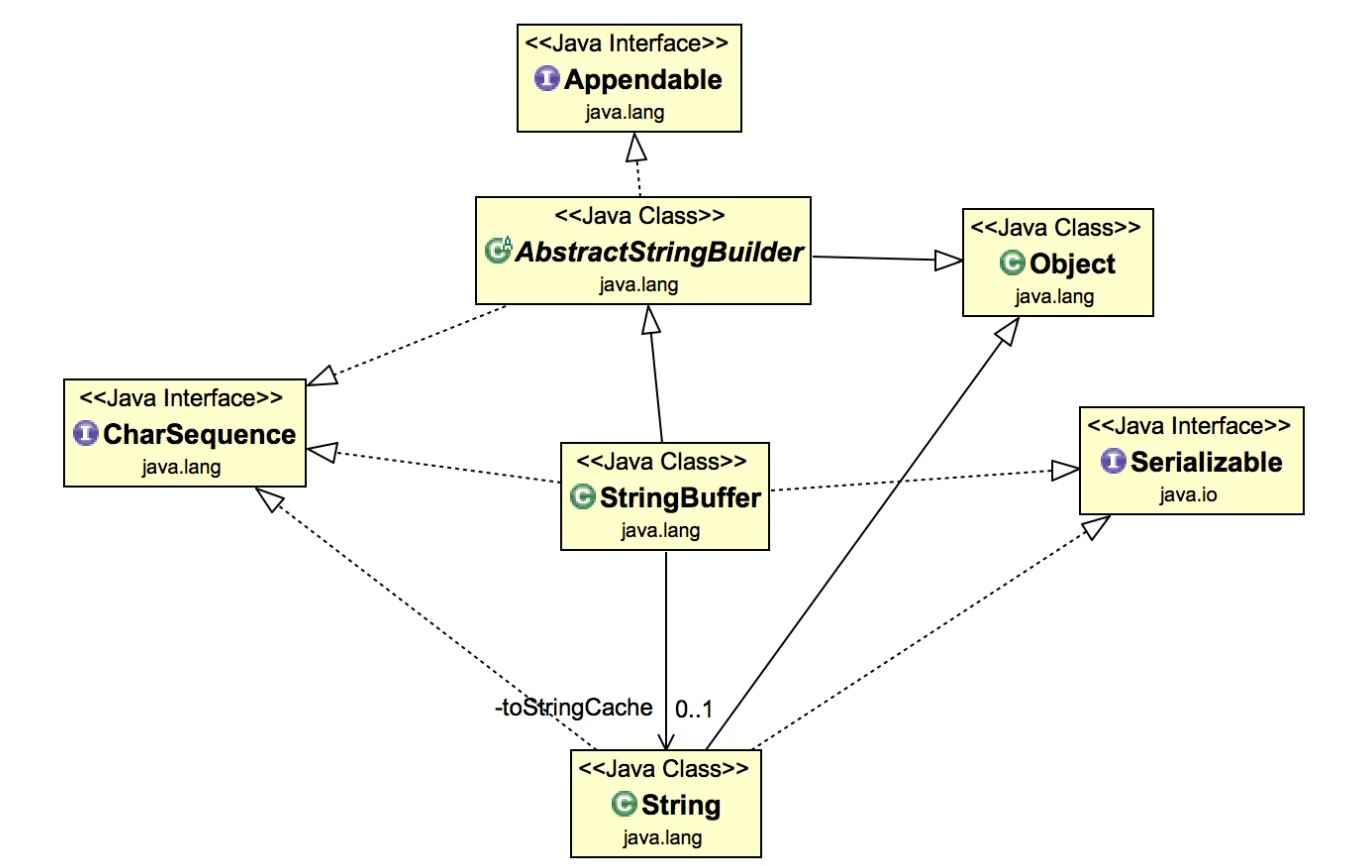 <<Java Interface>>
I Appendable
java.lang
<<Java Class>>
C A AbstractStringBuilder
java.lang
<<Java Class>>
C Object
java.lang
<<Java Interface>>
I CharSequence
java.lang
<<Java Class>>
C StringBuffer
java.lang
<<Java Interface>>
I Serializable
java.io
-toStringCache
0..1
<<Java Class>>
C String
java.lang